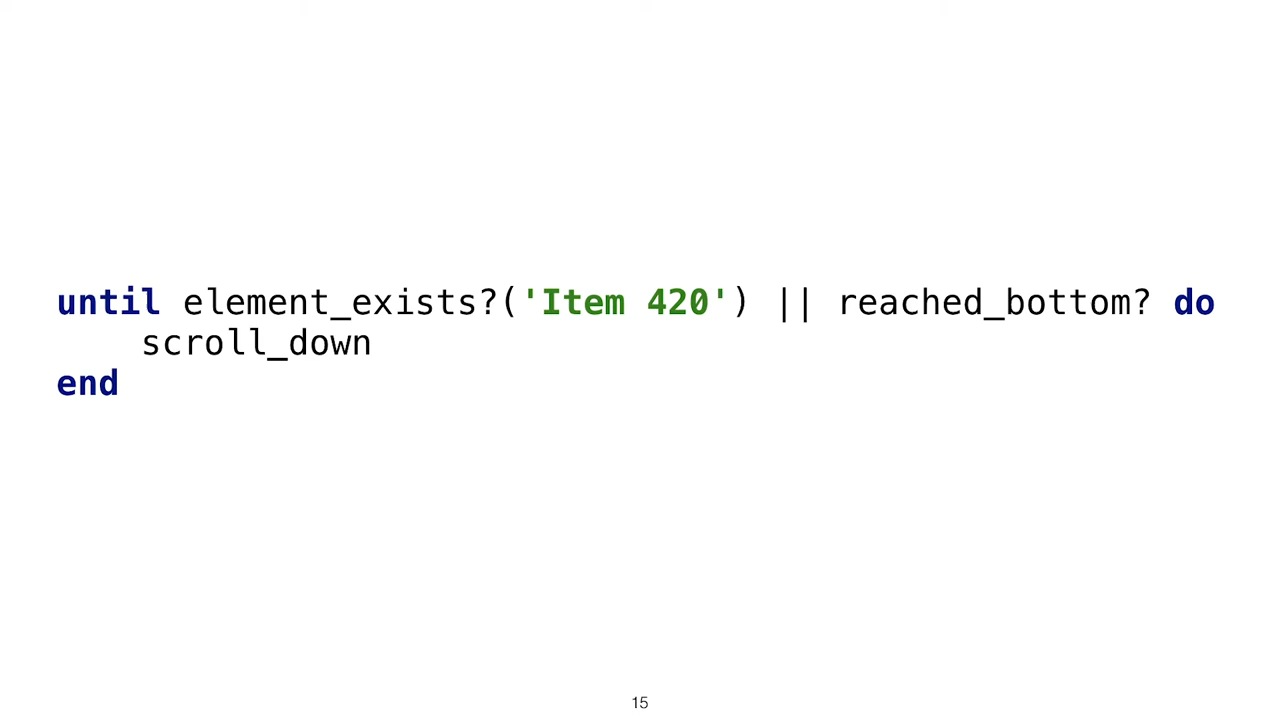 until element_exists?('Item 420') || reached_bottom? do
    scroll_down
end
15